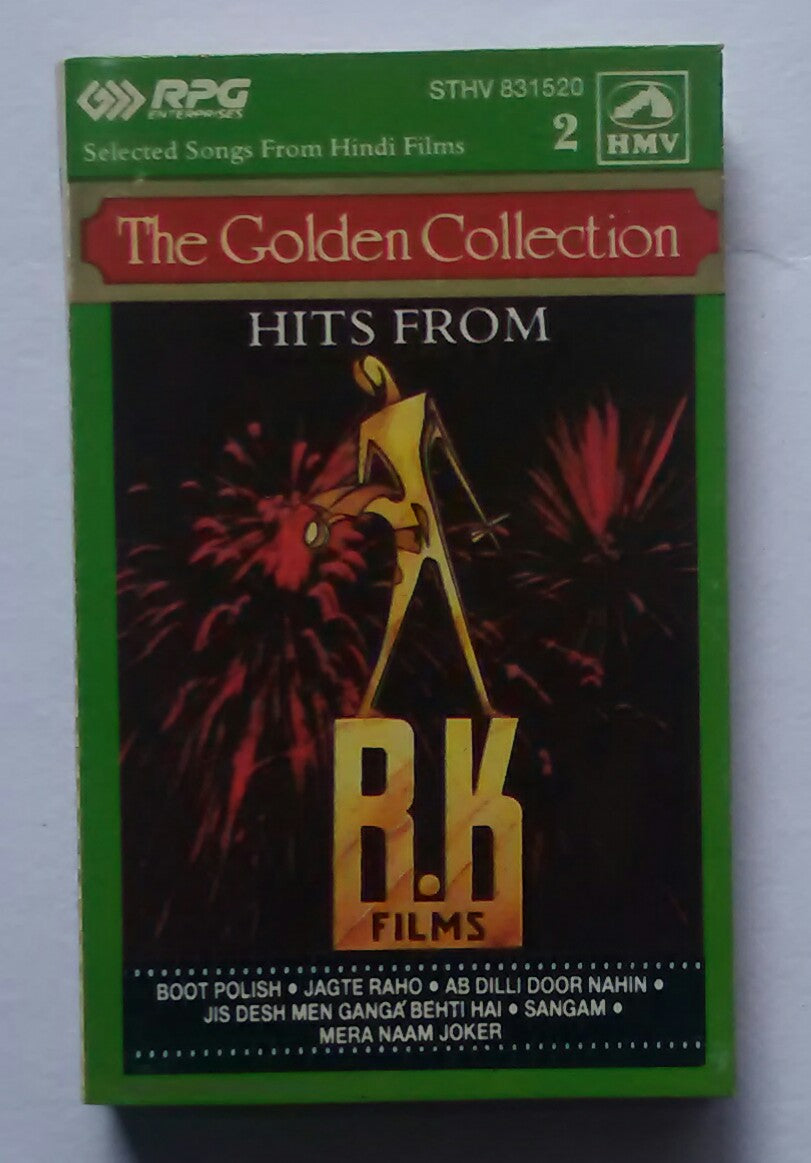 RPG
ENTERPRISES
STHV 831520
2
HMV
Selected Songs From Hindi Films
The Golden Collection
HITS FROM
R.K
FILMS
BOOT POLISH • JAGTE RAHO • AB DILLI DOOR NAHIN •
JIS DESH MEN GANGA BEHTI HAI • SANGAM •
MERA NAAM JOKER